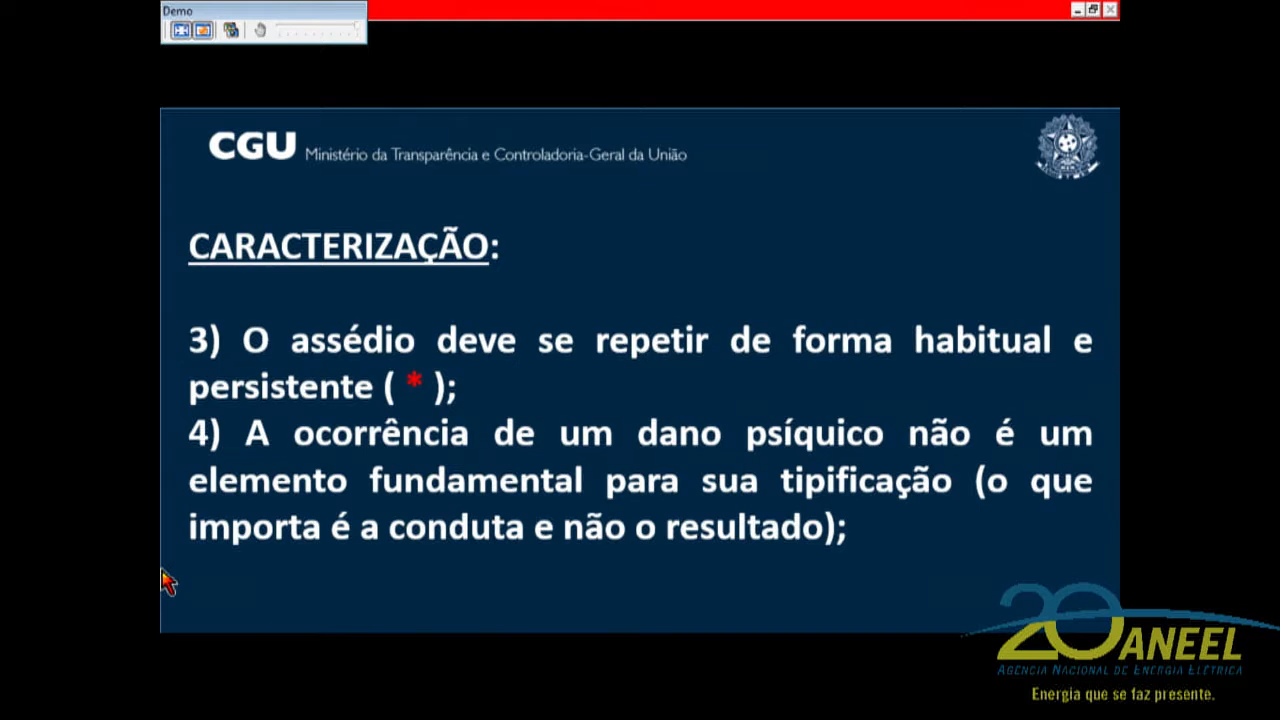 Demo
CGU Ministério da Transparência e Controladoria-Geral da União
CARACTERIZAÇÃO:
3) O assédio deve se repetir de forma habitual e
persistente ( * );
4) A ocorrência de um dano psíquico não é um
elemento fundamental para sua tipificação (o que
importa é a conduta e não o resultado);
20 ANEEL
AGÊNCIA NACIONAL DE ENERGIA ELÉTRICA
Energia que se faz presente.